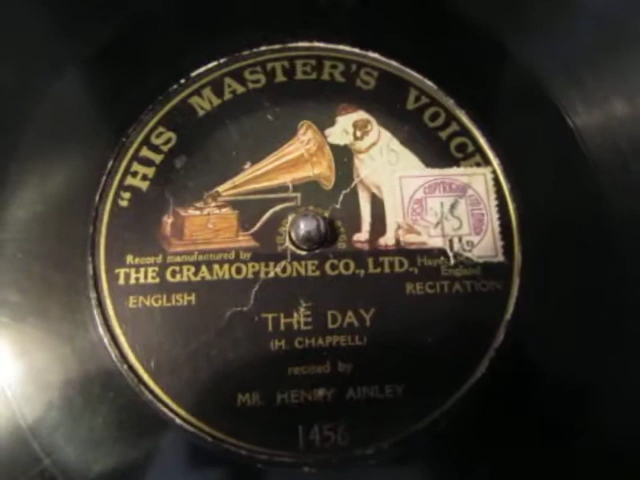 "HIS MASTER'S VOICE
Record manufactured by
THE GRAMOPHONE CO., LTD.,
England
ENGLISH
RECITATION
THE DAY
(H. CHAPPELL)
recited by
MR. HENRY AINLEY
1456
15